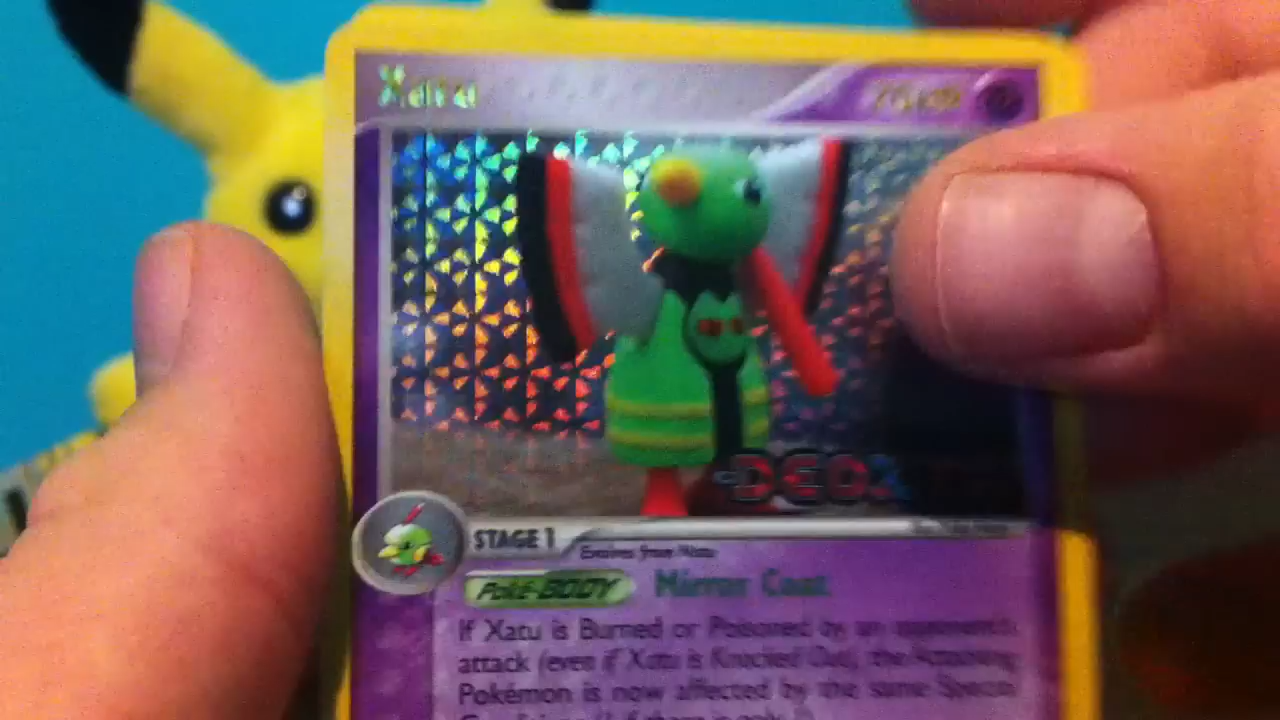 Xatu
70 HP
DEOX
STAGE 1
Evolves from Natu
Poké-BODY Mirror Coat
If Xatu is Burned or Poisoned by an opponent's
attack (even if Xatu is Knocked Out), the Attacking
Pokémon is now affected by the same Special